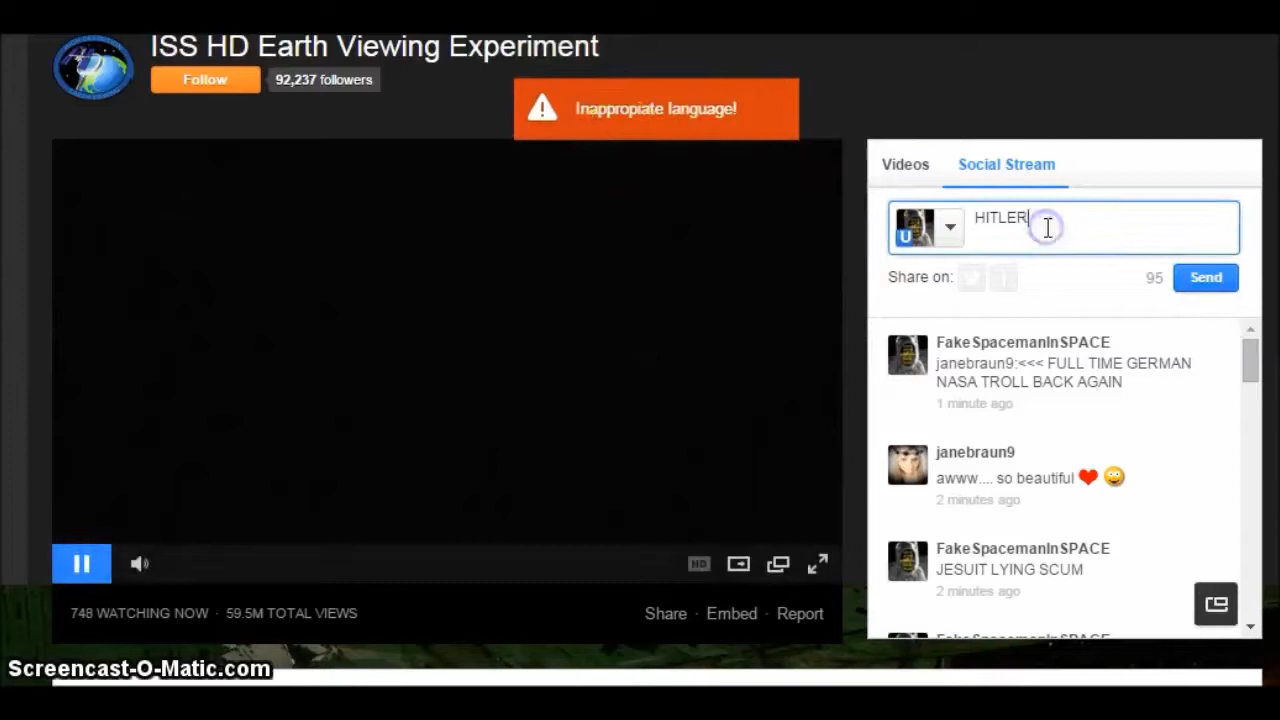 ISS HD Earth Viewing Experiment
Follow
92,237 followers
Inappropiate language!
Videos
Social Stream
HITLER
U
Share on:
95
Send
FakeSpacemanInSPACE
janebraun9:<<< FULL TIME GERMAN
NASA TROLL BACK AGAIN
1 minute ago
janebraun9
awww.... so beautiful
2 minutes ago
FakeSpacemanInSPACE
JESUIT LYING SCUM
2 minutes ago
FakeSpacemanInSPACE
HD
748 WATCHING NOW · 59.5M TOTAL VIEWS
Share · Embed · Report
Screencast-O-Matic.com